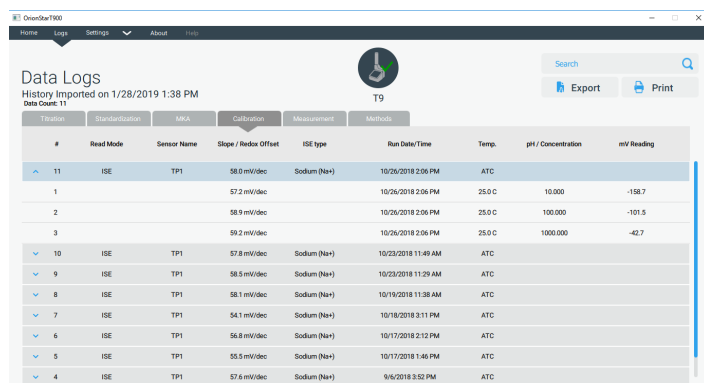 OrionStarT900
Home Logs Settings About Help
Data Logs
History Imported on 1/28/2019 1:38 PM
Data Count: 11
T9
Search
Export Print
Titration Standardization MKA Calibration Measurement Methods
# Read Mode Sensor Name Slope / Redox Offset ISE type Run Date/Time Temp. pH / Concentration mV Reading
11 ISE TP1 58.0 mV/dec Sodium (Na+) 10/26/2018 2:06 PM ATC
1 57.2 mV/dec 10/26/2018 2:06 PM 25.0 C 10.000 -158.7
2 58.9 mV/dec 10/26/2018 2:06 PM 25.0 C 100.000 -101.5
3 59.2 mV/dec 10/26/2018 2:06 PM 25.0 C 1000.000 -42.7
10 ISE TP1 57.8 mV/dec Sodium (Na+) 10/23/2018 11:49 AM ATC
9 ISE TP1 58.5 mV/dec Sodium (Na+) 10/23/2018 11:29 AM ATC
8 ISE TP1 58.1 mV/dec Sodium (Na+) 10/19/2018 11:38 AM ATC
7 ISE TP1 54.1 mV/dec Sodium (Na+) 10/18/2018 3:11 PM ATC
6 ISE TP1 56.8 mV/dec Sodium (Na+) 10/17/2018 2:12 PM ATC
5 ISE TP1 55.5 mV/dec Sodium (Na+) 10/17/2018 1:46 PM ATC
4 ISE TP1 57.6 mV/dec Sodium (Na+) 9/6/2018 3:52 PM ATC